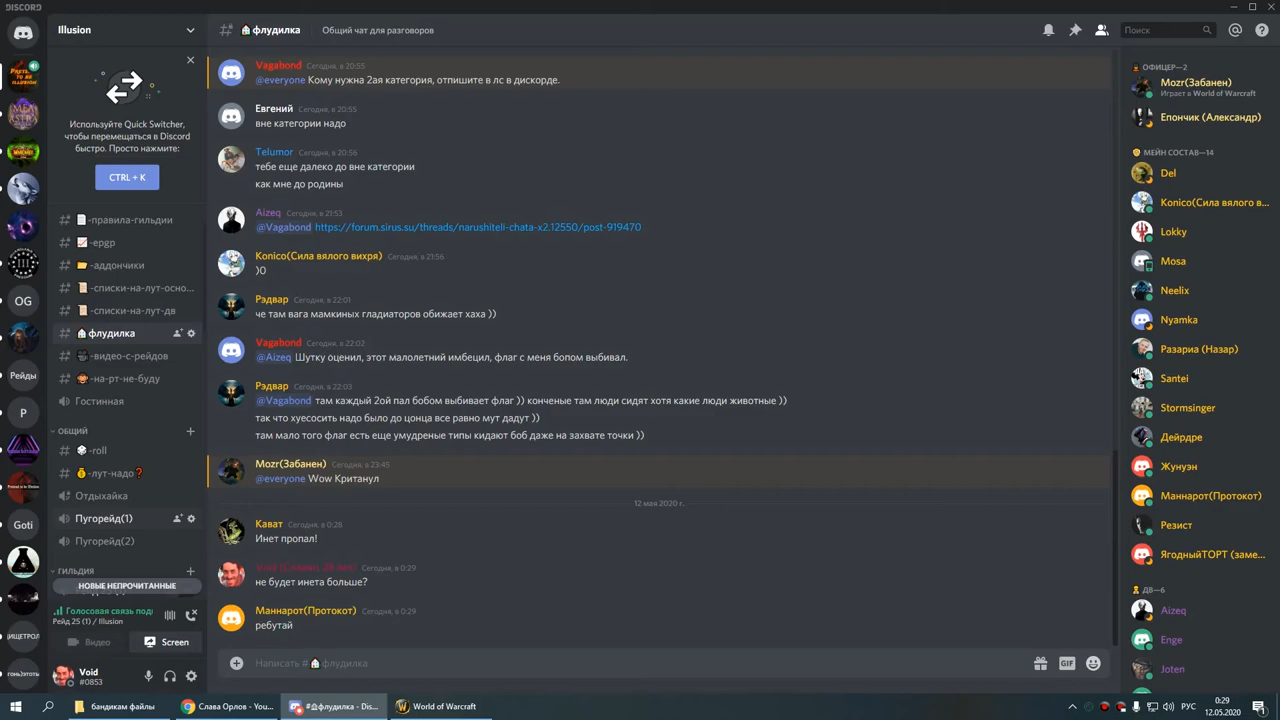 DISCORD
Illusion
флудилка
Общий чат для разговоров
Поиск
Используйте Quick Switcher,
чтобы перемещаться в Discord
быстро. Просто нажмите:
CTRL + K
-правила-гильдии
-epgp
-аддончики
-списки-на-лут-осно...
-списки-на-лут-дв
флудилка
-видео-с-рейдов
-на-рт-не-буду
Гостинная
ОБЩИЙ
-roll
-лут-надо❓
Отдыхайка
Пугорейд(1)
Пугорейд(2)
ГИЛЬДИЯ
НОВЫЕ НЕПРОЧИТАННЫЕ
Голосовая связь подк
Рейд 25 (1) / Illusion
Видео
Screen
Void
#0853
OG
Рейды
P
Goti
ИЩЕТРОЛ
Vagabond Сегодня, в 20:55
@everyone Кому нужна 2ая категория, отпишите в лс в дискорде.
Евгений Сегодня, в 20:55
вне категории надо
Telumor Сегодня, в 20:56
тебе еще далеко до вне категории
как мне до родины
Aizeq Сегодня, в 21:53
@Vagabond https://forum.sirus.su/threads/narushiteli-chata-x2.12550/post-919470
Konico(Сила вялого вихря) Сегодня, в 21:56
)0
Рэдвар Сегодня, в 22:01
че там вага мамкиных гладиаторов обижает хаха ))
Vagabond Сегодня, в 22:02
@Aizeq Шутку оценил, этот малолетний имбецил, флаг с меня бопом выбивал.
Рэдвар Сегодня, в 22:03
@Vagabond там каждый 2ой пал бобом выбивает флаг )) конченые там люди сидят хотя какие люди животные ))
так что хуесосить надо было до цонца все равно мут дадут ))
там мало того флаг есть еще умудреные типы кидают боб даже на захвате точки ))
Mozr(Забанен) Сегодня, в 23:45
@everyone Wow Кританул
12 мая 2020 г.
Кават Сегодня, в 0:28
Инет пропал!
Сегодня, в 0:29
не будет инета больше?
Маннарот(Протокот) Сегодня, в 0:29
ребутай
Написать #флудилка
GIF
ОФИЦЕР—2
Mozr(Забанен)
Играет в World of Warcraft
Епончик (Александр)
МЕЙН СОСТАВ—14
Del
Konico(Сила вялого в...
Lokky
Mosa
Neelix
Nyamka
Разариа (Назар)
Santei
Stormsinger
Дейрдре
Жунуэн
Маннарот(Протокот)
Резист
ЯгодныйТОРТ (заме...
ДВ—6
Aizeq
Enge
Joten
бандикам файлы
Слава Орлов - You...
#флудилка - Dis...
World of Warcraft
РУС
0:29
12.05.2020